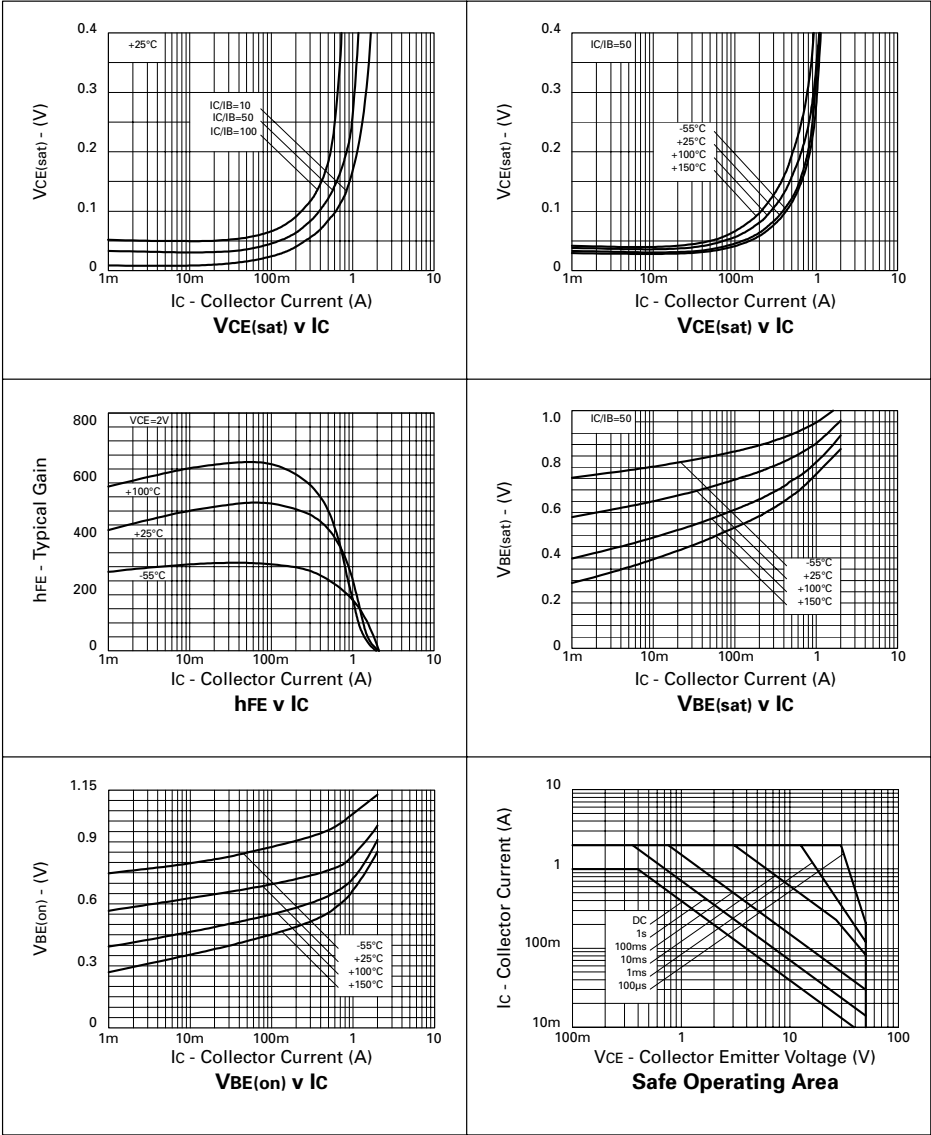 0.4
+25°C
0.3
IC/IB=10
IC/IB=50
IC/IB=100
0.2
0.1
0
VCE(sat) - (V)
1m 10m 100m 1 10
IC - Collector Current (A)
VCE(sat) v IC
0.4
IC/IB=50
0.3
-55°C
+25°C
0.2
+100°C
+150°C
0.1
0
VCE(sat) - (V)
1m 10m 100m 1 10
IC - Collector Current (A)
VCE(sat) v IC
800
VCE=2V
600
+100°C
400
+25°C
200
-55°C
0
hFE - Typical Gain
1m 10m 100m 1 10
IC - Collector Current (A)
hFE v IC
1.0
IC/IB=50
0.8
0.6
0.4
-55°C
+25°C
+100°C
0.2
+150°C
0
VBE(sat) - (V)
1m 10m 100m 1 10
IC - Collector Current (A)
VBE(sat) v IC
1.15
0.9
0.6
0.3
-55°C
+25°C
+100°C
+150°C
0
VBE(on) - (V)
1m 10m 100m 1 10
IC - Collector Current (A)
VBE(on) v IC
10
1
DC
1s
100m
100ms
10ms
1ms
100µs
10m
IC - Collector Current (A)
100m 1 10 100
VCE - Collector Emitter Voltage (V)
Safe Operating Area